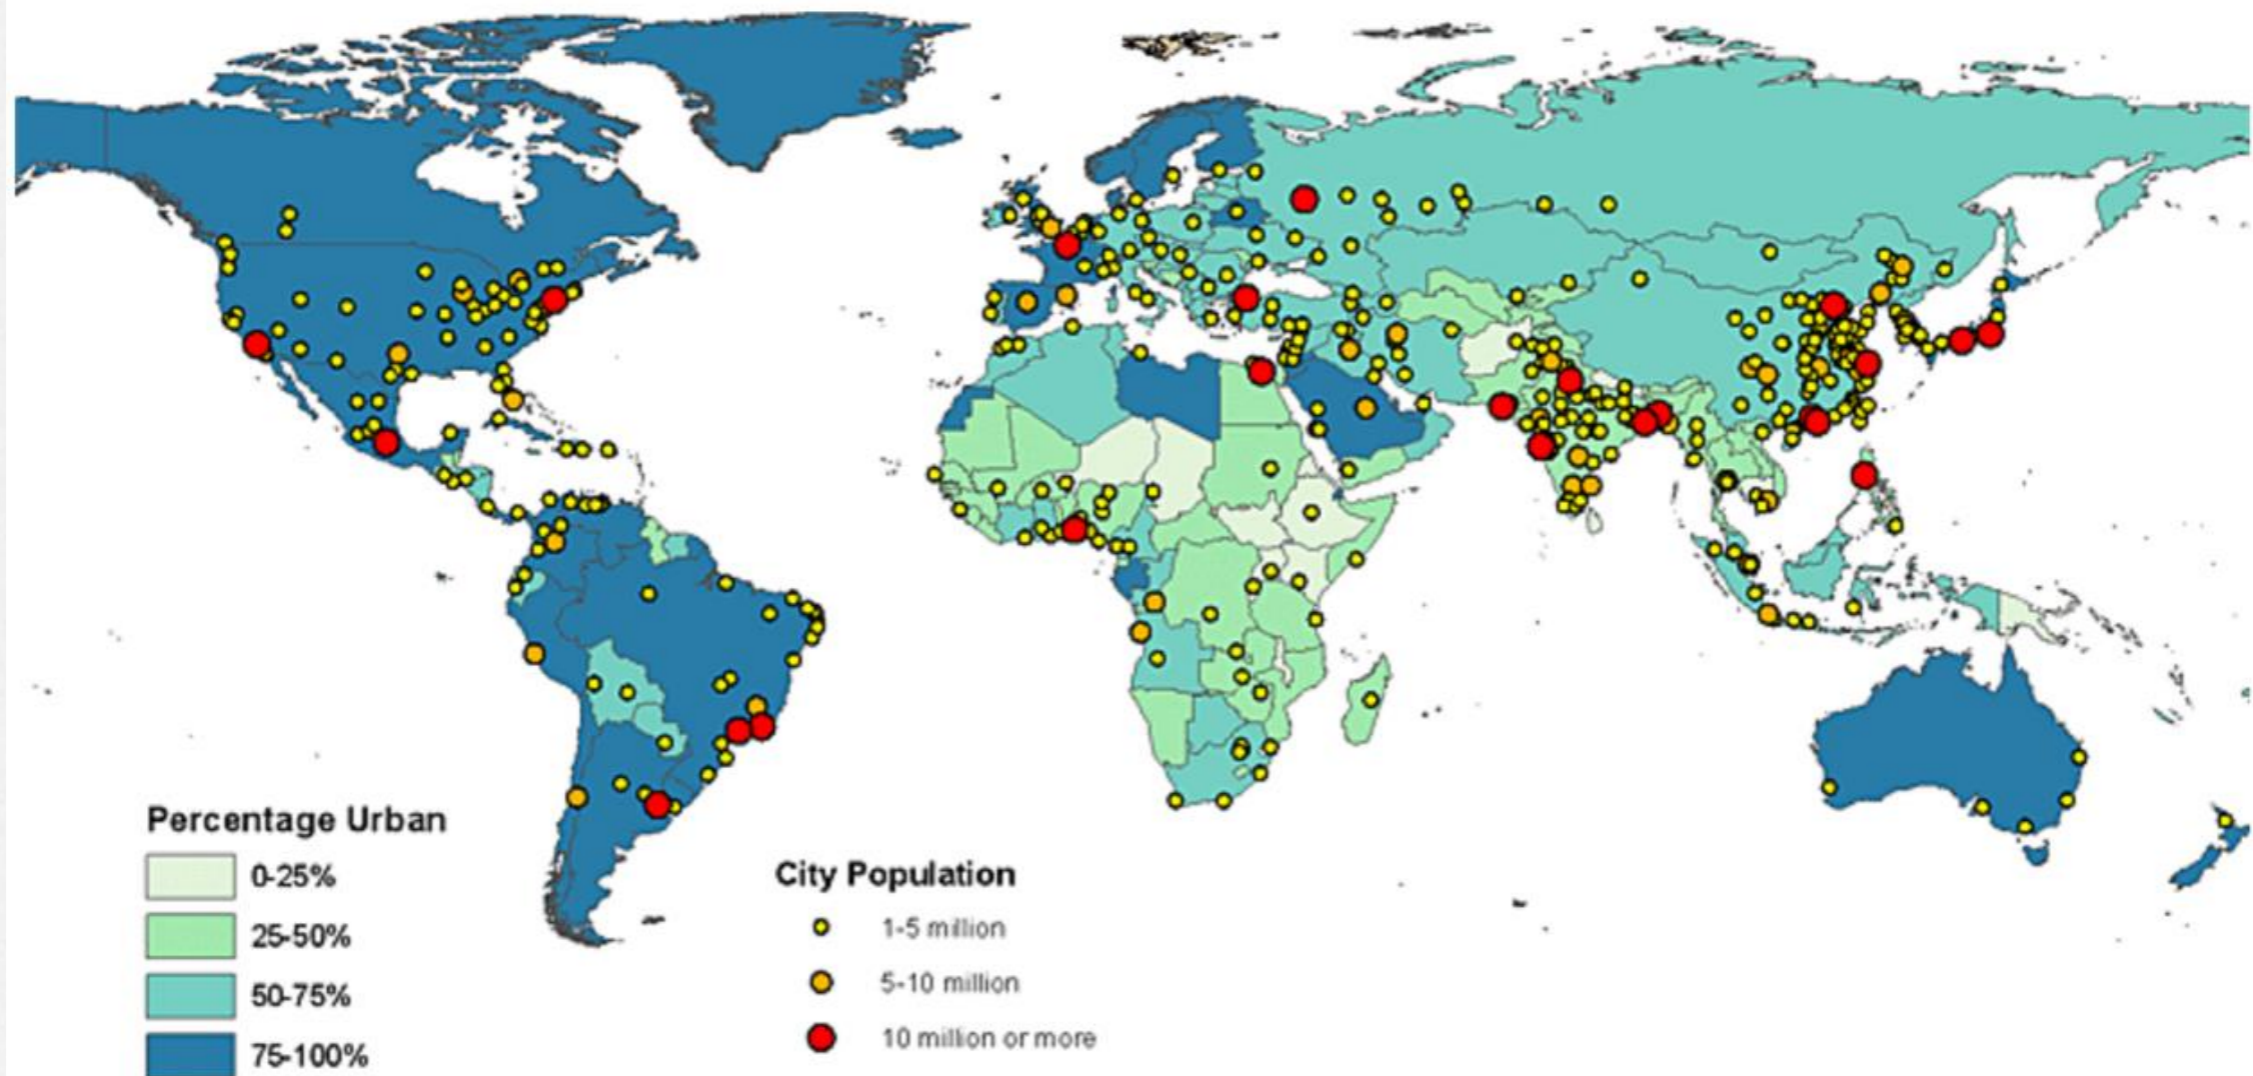 Percentage Urban
0-25%
25-50%
50-75%
75-100%
City Population
1-5 million
5-10 million
10 million or more